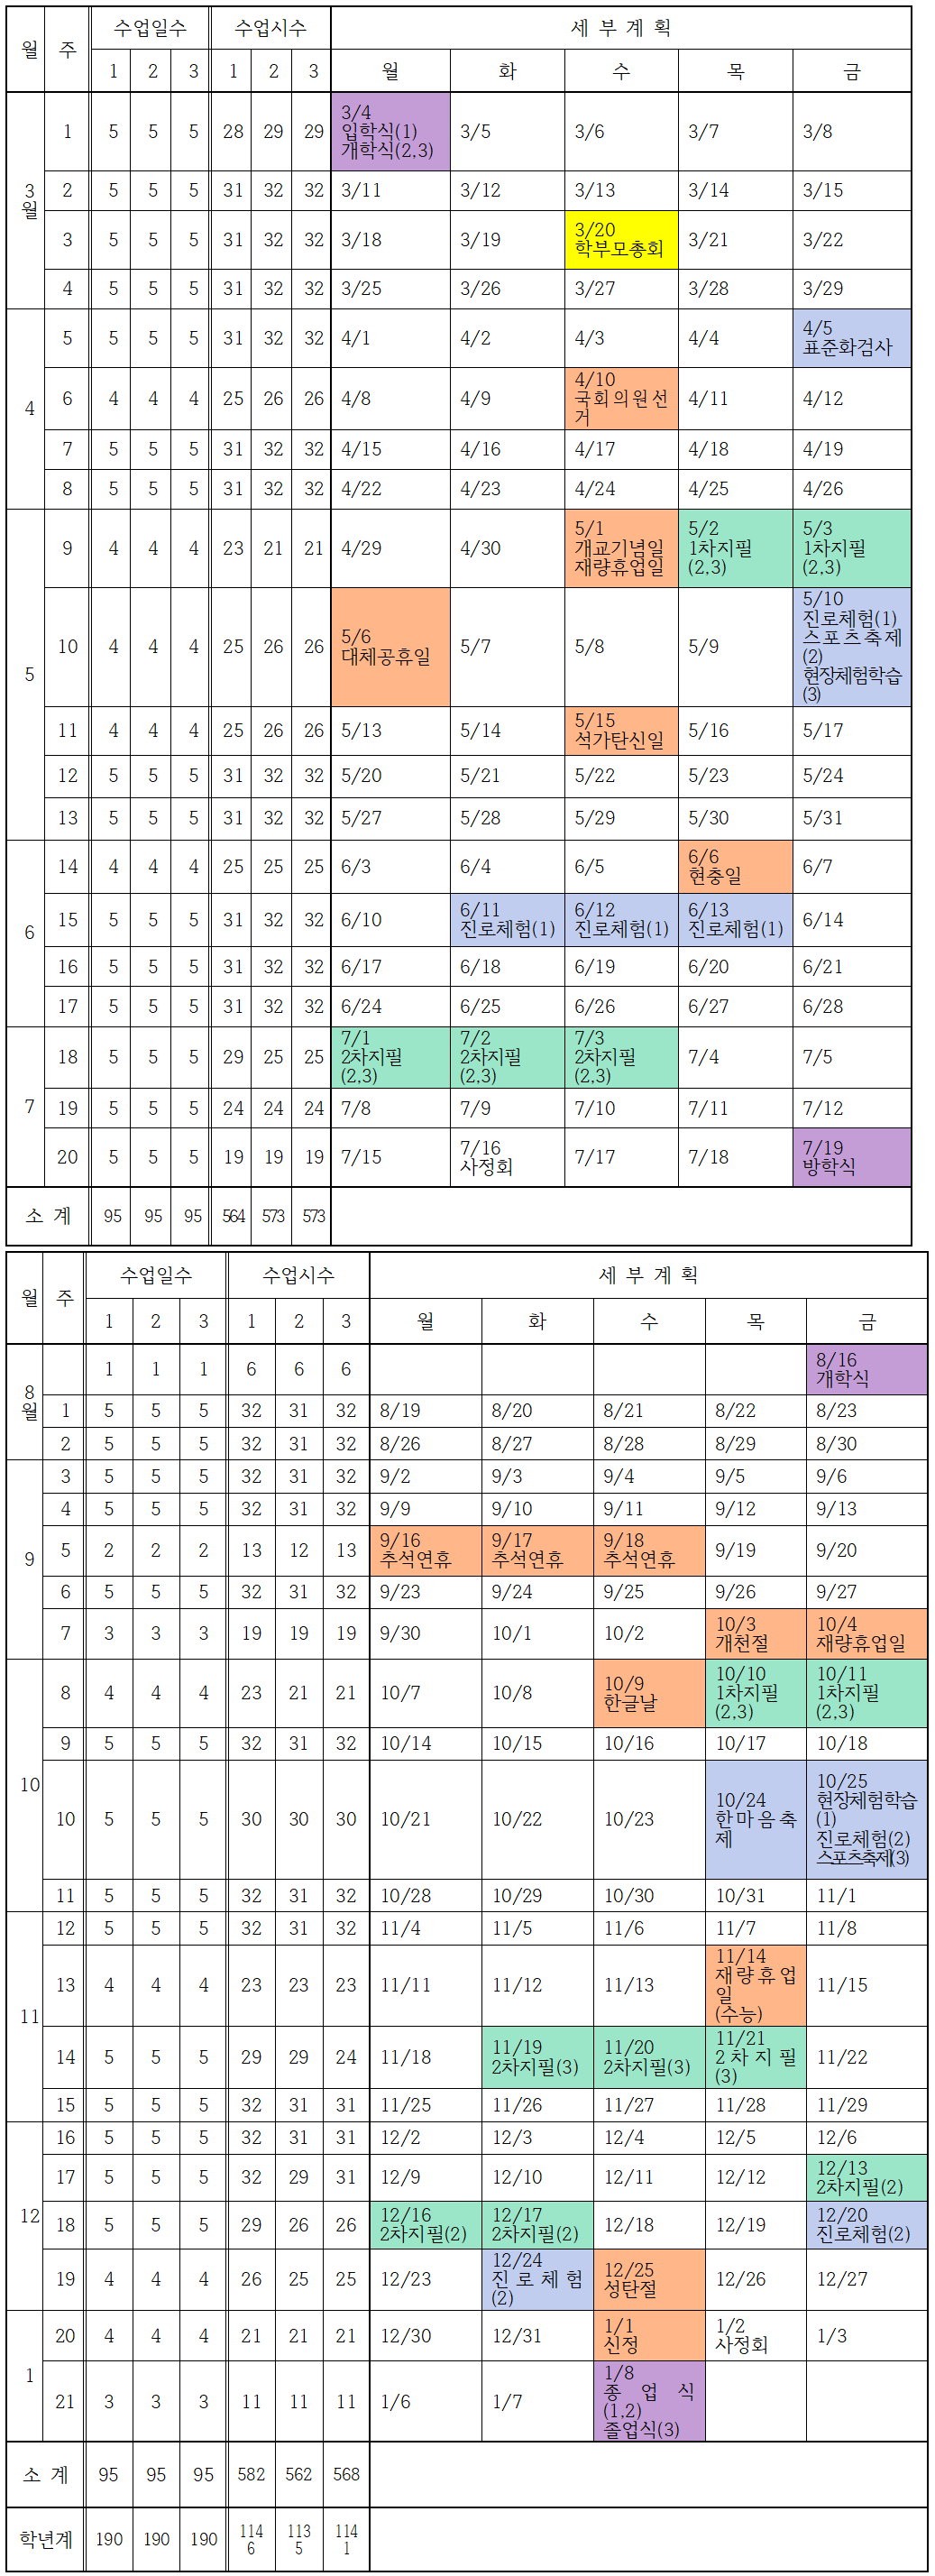 월 주 수업일수 수업시수 세 부 계 획
1 2 3 1 2 3 월 화 수 목 금
3월
1 5 5 5 28 29 29 3/4 3/5 3/6 3/7 3/8
입학식(1)
개학식(2,3)
2 5 5 5 31 32 32 3/11 3/12 3/13 3/14 3/15
3 5 5 5 31 32 32 3/18 3/19 3/20 3/21 3/22
학부모총회
4 5 5 5 31 32 32 3/25 3/26 3/27 3/28 3/29
4
5 5 5 5 31 32 32 4/1 4/2 4/3 4/4 4/5
표준화검사
6 4 4 4 25 26 26 4/8 4/9 4/10 4/11 4/12
국회의원선
거
7 5 5 5 31 32 32 4/15 4/16 4/17 4/18 4/19
8 5 5 5 31 32 32 4/22 4/23 4/24 4/25 4/26
5
9 4 4 4 23 21 21 4/29 4/30 5/1 5/2 5/3
개교기념일 1차지필 1차지필
재량휴업일 (2,3) (2,3)
10 4 4 4 25 26 26 5/6 5/7 5/8 5/9 5/10
대체공휴일 진로체험(1)
스포츠축제
(2)
현장체험학습
(3)
11 4 4 4 25 26 26 5/13 5/14 5/15 5/16 5/17
석가탄신일
12 5 5 5 31 32 32 5/20 5/21 5/22 5/23 5/24
13 5 5 5 31 32 32 5/27 5/28 5/29 5/30 5/31
6
14 4 4 4 25 25 25 6/3 6/4 6/5 6/6 6/7
현충일
15 5 5 5 31 32 32 6/10 6/11 6/12 6/13 6/14
진로체험(1) 진로체험(1) 진로체험(1)
16 5 5 5 31 32 32 6/17 6/18 6/19 6/20 6/21
17 5 5 5 31 32 32 6/24 6/25 6/26 6/27 6/28
7
18 5 5 5 29 25 25 7/1 7/2 7/3 7/4 7/5
2차지필 2차지필 2차지필
(2,3) (2,3) (2,3)
19 5 5 5 24 24 24 7/8 7/9 7/10 7/11 7/12
20 5 5 5 19 19 19 7/15 7/16 7/17 7/18 7/19
사정회 방학식
소 계 95 95 95 564 573 573
월 주 수업일수 수업시수 세 부 계 획
1 2 3 1 2 3 월 화 수 목 금
8월
1 1 1 6 6 6 8/16
개학식
1 5 5 5 32 31 32 8/19 8/20 8/21 8/22 8/23
2 5 5 5 32 31 32 8/26 8/27 8/28 8/29 8/30
9
3 5 5 5 32 31 32 9/2 9/3 9/4 9/5 9/6
4 5 5 5 32 31 32 9/9 9/10 9/11 9/12 9/13
5 2 2 2 13 12 13 9/16 9/17 9/18 9/19 9/20
추석연휴 추석연휴 추석연휴
6 5 5 5 32 31 32 9/23 9/24 9/25 9/26 9/27
7 3 3 3 19 19 19 9/30 10/1 10/2 10/3 10/4
개천절 재량휴업일
10
8 4 4 4 23 21 21 10/7 10/8 10/9 10/10 10/11
한글날 1차지필 1차지필
(2,3) (2,3)
9 5 5 5 32 31 32 10/14 10/15 10/16 10/17 10/18
10 5 5 5 30 30 30 10/21 10/22 10/23 10/24 10/25
한마음축 현장체험학습
제 (1)
진로체험(2)
스포츠축제(3)
11 5 5 5 32 31 32 10/28 10/29 10/30 10/31 11/1
11
12 5 5 5 32 31 32 11/4 11/5 11/6 11/7 11/8
13 4 4 4 23 23 23 11/11 11/12 11/13 11/14 11/15
재량휴업
일
(수능)
14 5 5 5 29 29 24 11/18 11/19 11/20 11/21 11/22
2차지필(3) 2차지필(3) 2차지필
(3)
15 5 5 5 32 31 31 11/25 11/26 11/27 11/28 11/29
12
16 5 5 5 32 31 31 12/2 12/3 12/4 12/5 12/6
17 5 5 5 32 29 31 12/9 12/10 12/11 12/12 12/13
2차지필(2)
18 5 5 5 29 26 26 12/16 12/17 12/18 12/19 12/20
2차지필(2) 2차지필(2) 진로체험(2)
19 4 4 4 26 25 25 12/23 12/24 12/25 12/26 12/27
진로체험 성탄절
(2)
1
20 4 4 4 21 21 21 12/30 12/31 1/1 1/2 1/3
신정 사정회
21 3 3 3 11 11 11 1/6 1/7 1/8
종 업 식
(1,2)
졸업식(3)
소 계 95 95 95 582 562 568
학년계 190 190 190 1146 1135 1141